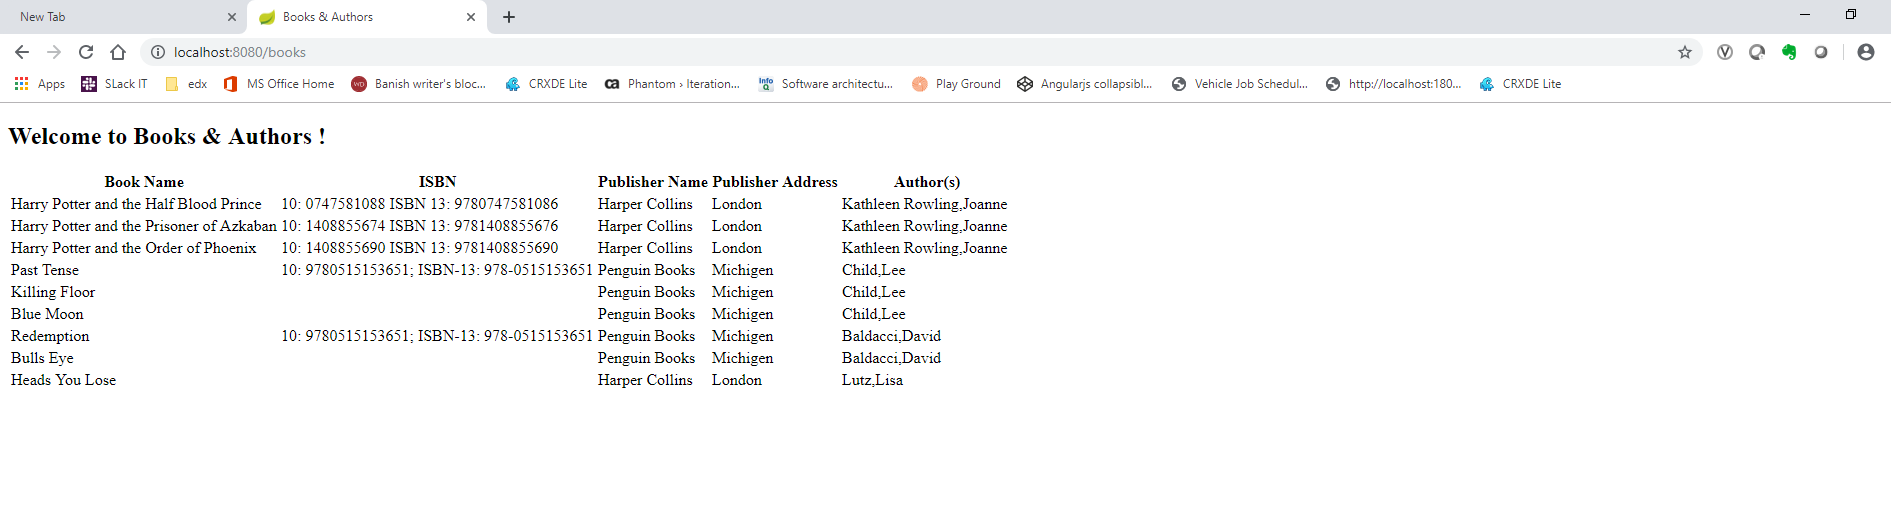 New Tab
Books & Authors
localhost:8080/books
Apps SLack IT edx MS Office Home Banish writer's bloc... CRXDE Lite Phantom › Iteration... Software architectu... Play Ground Angularjs collapsibl... Vehicle Job Schedul... http://localhost:180... CRXDE Lite
Welcome to Books & Authors !
Book Name ISBN Publisher Name Publisher Address Author(s)
Harry Potter and the Half Blood Prince 10: 0747581088 ISBN 13: 9780747581086 Harper Collins London Kathleen Rowling,Joanne
Harry Potter and the Prisoner of Azkaban 10: 1408855674 ISBN 13: 9781408855676 Harper Collins London Kathleen Rowling,Joanne
Harry Potter and the Order of Phoenix 10: 1408855690 ISBN 13: 9781408855690 Harper Collins London Kathleen Rowling,Joanne
Past Tense 10: 9780515153651; ISBN-13: 978-0515153651 Penguin Books Michigen Child,Lee
Killing Floor Penguin Books Michigen Child,Lee
Blue Moon Penguin Books Michigen Child,Lee
Redemption 10: 9780515153651; ISBN-13: 978-0515153651 Penguin Books Michigen Baldacci,David
Bulls Eye Penguin Books Michigen Baldacci,David
Heads You Lose Harper Collins London Lutz,Lisa